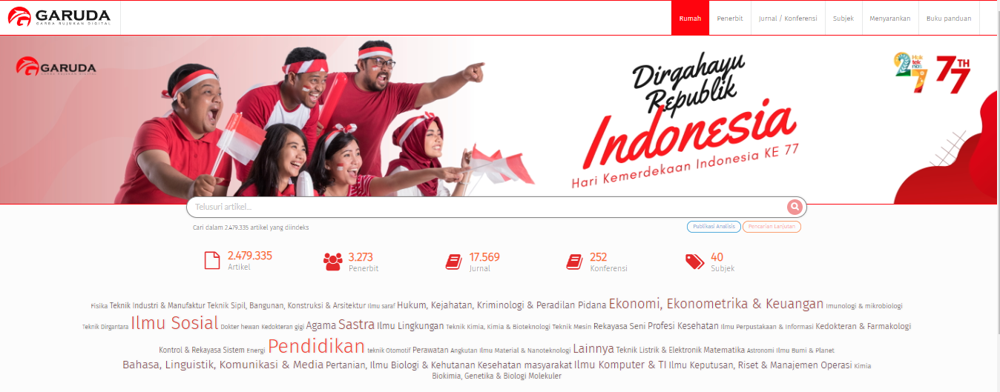 GARUDA
GARBA RUJUKAN DIGITAL
Rumah
Penerbit
Jurnal / Konferensi
Subjek
Menyarankan
Buku panduan
GARUDA
GARBA RUJUKAN DIGITAL
Dirgahayu
Republik
Indonesia
Hari Kemerdekaan Indonesia KE 77
Hak
tek
nas
27
77TH
Telusuri artikel...
Cari dalam 2.479.335 artikel yang diindeks
Publikasi Analisis
Pencarian Lanjutan
2.479.335
Artikel
3.273
Penerbit
17.569
Jurnal
252
Konferensi
40
Subjek
Fisika Teknik Industri & Manufaktur Teknik Sipil, Bangunan, Konstruksi & Arsitektur Ilmu saraf Hukum, Kejahatan, Kriminologi & Peradilan Pidana Ekonomi, Ekonometrika & Keuangan Imunologi & mikrobiologi
Teknik Dirgantara Ilmu Sosial Dokter hewan Kedokteran gigi Agama Sastra Ilmu Lingkungan Teknik Kimia, Kimia & Bioteknologi Teknik Mesin Rekayasa Seni Profesi Kesehatan Ilmu Perpustakaan & Informasi Kedokteran & Farmakologi
Kontrol & Rekayasa Sistem Energi Pendidikan teknik Otomotif Perawatan Angkutan Ilmu Material & Nanoteknologi Lainnya Teknik Listrik & Elektronik Matematika Astronomi Ilmu Bumi & Planet
Bahasa, Linguistik, Komunikasi & Media Pertanian, Ilmu Biologi & Kehutanan Kesehatan masyarakat Ilmu Komputer & TI Ilmu Keputusan, Riset & Manajemen Operasi Kimia
Biokimia, Genetika & Biologi Molekuler